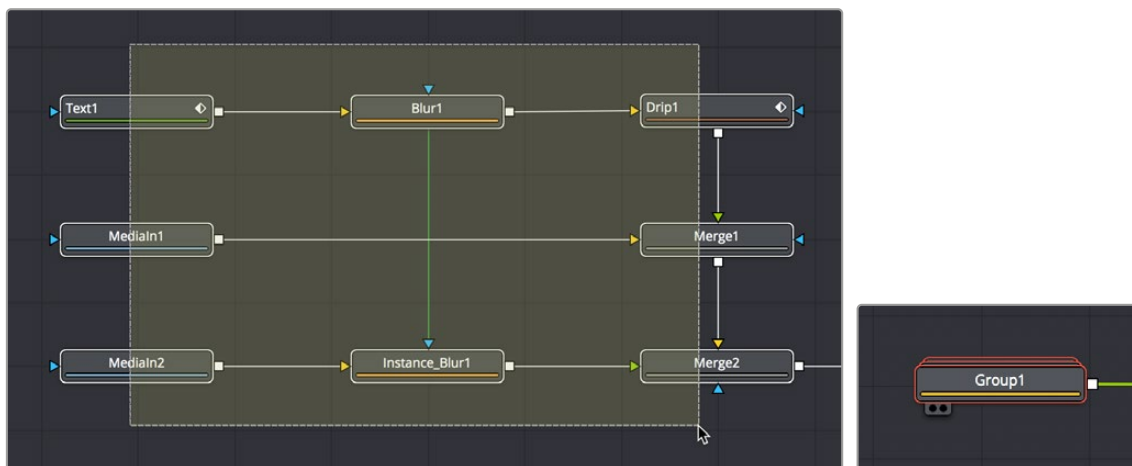 Text1
Blur1
Drip1
MediaIn1
Merge1
MediaIn2
Instance_Blur1
Merge2
Group1